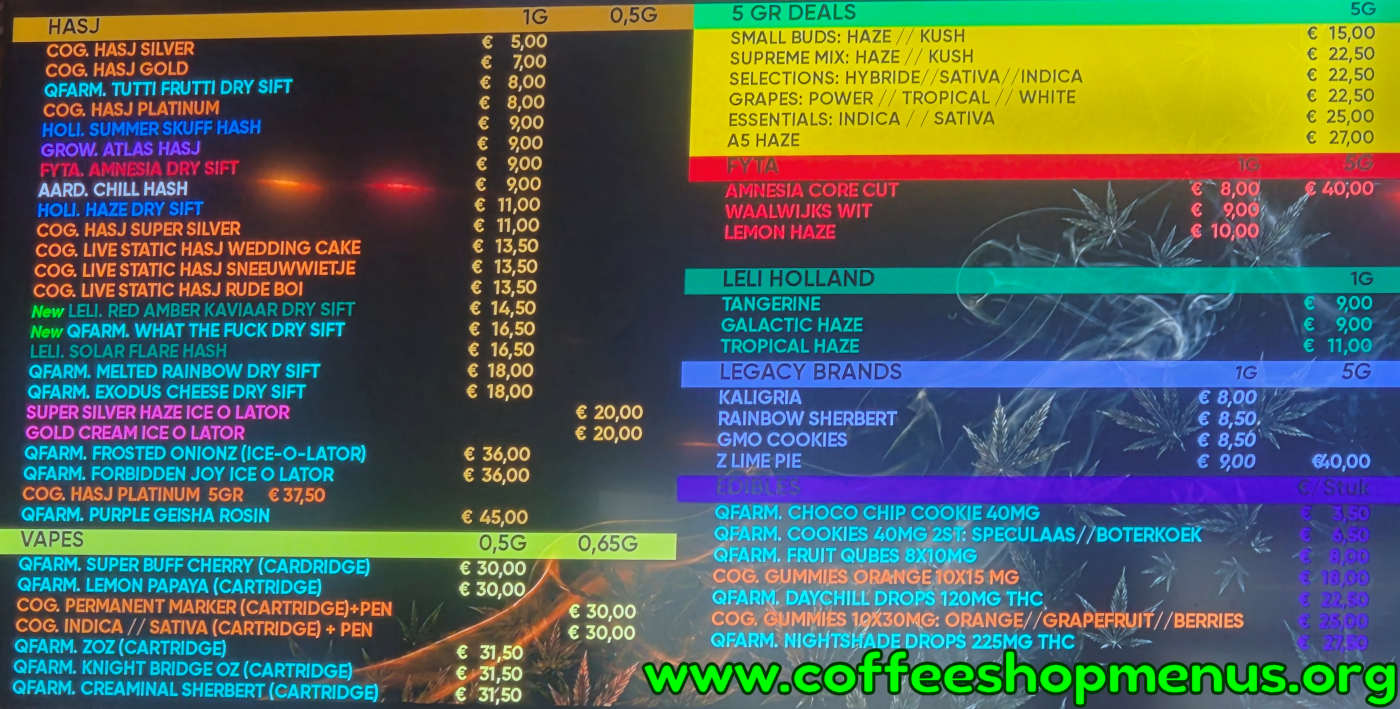 HASJ 1G 0,5G
COG. HASJ SILVER € 5,00
COG. HASJ GOLD € 7,00
QFARM. TUTTI FRUTTI DRY SIFT € 8,00
COG. HASJ PLATINUM € 8,00
HOLI. SUMMER SKUFF HASH € 9,00
GROW. ATLAS HASJ € 9,00
FYTA. AMNESIA DRY SIFT € 9,00
AARD. CHILL HASH € 9,00
HOLI. HAZE DRY SIFT € 11,00
COG. HASJ SUPER SILVER € 11,00
COG. LIVE STATIC HASJ WEDDING CAKE € 13,50
COG. LIVE STATIC HASJ SNEEUWWIETJE € 13,50
COG. LIVE STATIC HASJ RUDE BOI € 13,50
New LELI. RED AMBER KAVIAAR DRY SIFT € 14,50
New QFARM. WHAT THE FUCK DRY SIFT € 16,50
LELI. SOLAR FLARE HASH € 16,50
QFARM. MELTED RAINBOW DRY SIFT € 18,00
QFARM. EXODUS CHEESE DRY SIFT € 18,00
SUPER SILVER HAZE ICE O LATOR € 20,00
GOLD CREAM ICE O LATOR € 20,00
QFARM. FROSTED ONIONZ (ICE-O-LATOR) € 36,00
QFARM. FORBIDDEN JOY ICE O LATOR € 36,00
COG. HASJ PLATINUM 5GR € 37,50
QFARM. PURPLE GEISHA ROSIN € 45,00
VAPES 0,5G 0,65G
QFARM. SUPER BUFF CHERRY (CARDRIDGE) € 30,00
QFARM. LEMON PAPAYA (CARTRIDGE) € 30,00
COG. PERMANENT MARKER (CARTRIDGE)+PEN € 30,00
COG. INDICA // SATIVA (CARTRIDGE) + PEN € 30,00
QFARM. ZOZ (CARTRIDGE) € 31,50
QFARM. KNIGHT BRIDGE OZ (CARTRIDGE) € 31,50
QFARM. CREAMINAL SHERBERT (CARTRIDGE) € 31,50
5 GR DEALS 5G
SMALL BUDS: HAZE // KUSH € 15,00
SUPREME MIX: HAZE // KUSH € 22,50
SELECTIONS: HYBRIDE//SATIVA//INDICA € 22,50
GRAPES: POWER // TROPICAL // WHITE € 22,50
ESSENTIALS: INDICA // SATIVA € 25,00
A5 HAZE € 27,00
FYTA 1G 5G
AMNESIA CORE CUT € 8,00 € 40,00
WAALWIJKS WIT € 9,00
LEMON HAZE € 10,00
LELI HOLLAND 1G
TANGERINE € 9,00
GALACTIC HAZE € 9,00
TROPICAL HAZE € 11,00
LEGACY BRANDS 1G 5G
KALIGRIA € 8,00
RAINBOW SHERBERT € 8,50
GMO COOKIES € 8,50
Z LIME PIE € 9,00 €40,00
EDIBLES €/Stuk
QFARM. CHOCO CHIP COOKIE 40MG € 3,50
QFARM. COOKIES 40MG 2ST: SPECULAAS//BOTERKOEK € 6,50
QFARM. FRUIT QUBES 8X10MG € 8,00
COG. GUMMIES ORANGE 10X15 MG € 18,00
QFARM. DAYCHILL DROPS 120MG THC € 22,50
COG. GUMMIES 10X30MG: ORANGE//GRAPEFRUIT//BERRIES € 25,00
QFARM. NIGHTSHADE DROPS 225MG THC € 27,50
www.coffeeshopmenus.org